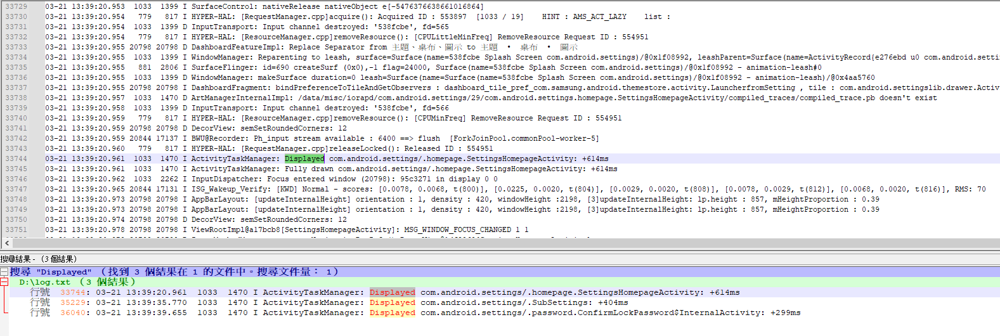 33729 03-21 13:39:20.953 1033 1399 I SurfaceControl: nativeRelease nativeObject e[-5476376638661016864]
33730 03-21 13:39:20.954 779 817 I HYPER-HAL: [RequestManager.cpp]acquire(): Acquired ID : 553897 [1033 / 19] HINT : AMS_ACT_LAZY list :
33731 03-21 13:39:20.954 1033 1399 D InputTransport: Input channel destroyed: '538fcbe', fd=565
33732 03-21 13:39:20.954 779 817 I HYPER-HAL: [ResourceManager.cpp]removeResource(): [CPULittleMinFreq] RemoveResource Request ID : 554951
33733 03-21 13:39:20.955 20798 20798 D DashboardFeatureImpl: Replace Separator from 主題、桌布、圖示 to 主題 • 桌布 • 圖示
33734 03-21 13:39:20.955 1033 1399 I WindowManager: Reparenting to leash, surface=Surface(name=538fcbe Splash Screen com.android.settings)/@0x1f08992, leashParent=Surface(name=ActivityRecord{e276ebd u0 com.android.setti
33735 03-21 13:39:20.955 881 2806 I SurfaceFlinger: id=690 createSurf (0x0),-1 flag=24000, Surface(name=538fcbe Splash Screen com.android.settings)/@0x1f08992 - animation-leash#0
33736 03-21 13:39:20.955 1033 1399 D WindowManager: makeSurface duration=0 leash=Surface(name=Surface(name=538fcbe Splash Screen com.android.settings)/@0x1f08992 - animation-leash)/@0x4aa5760
33737 03-21 13:39:20.955 20798 20798 I DashboardFragment: bindPreferenceToTileAndGetObservers : dashboard_tile_pref_com.samsung.android.themestore.activity.LauncherfromSetting , tile : com.android.settingslib.drawer.Activ
33738 03-21 13:39:20.957 1033 1470 D ArtManagerInternalImpl: /data/misc/iorapd/com.android.settings/29/com.android.settings.homepage.SettingsHomepageActivity/compiled_traces/compiled_trace.pb doesn't exist
33739 03-21 13:39:20.958 1033 1470 D InputTransport: Input channel destroyed: '538fcbe', fd=566
33740 03-21 13:39:20.959 779 817 I HYPER-HAL: [ResourceManager.cpp]removeResource(): [CPUMinFreq] RemoveResource Request ID : 554951
33741 03-21 13:39:20.959 20798 20798 D DecorView: semSetRoundedCorners: 12
33742 03-21 13:39:20.959 20844 17137 I BWU@Recorder: Ph_input stream available : 6400 ==> flush [ForkJoinPool.commonPool-worker-5]
33743 03-21 13:39:20.960 779 817 I HYPER-HAL: [RequestManager.cpp]releaseLocked(): Released ID : 554951
33744 03-21 13:39:20.961 1033 1470 I ActivityTaskManager: Displayed com.android.settings/.homepage.SettingsHomepageActivity: +614ms
33745 03-21 13:39:20.961 1033 1470 I ActivityTaskManager: Fully drawn com.android.settings/.homepage.SettingsHomepageActivity: +614ms
33746 03-21 13:39:20.962 1033 2262 I InputDispatcher: Focus entered window (20798): 95c3271 in display 0 0
33747 03-21 13:39:20.965 20844 17131 I ISG_Wakeup_Verify: [KWD] Normal - scores: [0.0078, 0.0068, t(800)], [0.0225, 0.0020, t(804)], [0.0029, 0.0020, t(808)], [0.0078, 0.0029, t(812)], [0.0068, 0.0020, t(816)], RMS: 70
33748 03-21 13:39:20.973 20798 20798 I AppBarLayout: [updateInternalHeight] orientation : 1, density : 420, windowHeight :2198, [3]updateInternalHeight: lp.height : 857, mHeightProportion : 0.39
33749 03-21 13:39:20.973 20798 20798 I AppBarLayout: [updateInternalHeight] orientation : 1, density : 420, windowHeight :2198, [3]updateInternalHeight: lp.height : 857, mHeightProportion : 0.39
33750 03-21 13:39:20.974 20798 20798 D DecorView: semSetRoundedCorners: 12
33751 03-21 13:39:20.978 20798 20798 I ViewRootImpl@a17bcb8[SettingsHomepageActivity]: MSG_WINDOW_FOCUS_CHANGED 1 1
搜尋結果 - (3 個結果)
搜尋 "Displayed" (找到 3 個結果在 1 的文件中。搜尋文件量： 1)
D:\log.txt (3 個結果)
行號 33744: 03-21 13:39:20.961 1033 1470 I ActivityTaskManager: Displayed com.android.settings/.homepage.SettingsHomepageActivity: +614ms
行號 35229: 03-21 13:39:35.770 1033 1470 I ActivityTaskManager: Displayed com.android.settings/.SubSettings: +404ms
行號 36040: 03-21 13:39:39.655 1033 1470 I ActivityTaskManager: Displayed com.android.settings/.password.ConfirmLockPassword$InternalActivity: +299ms